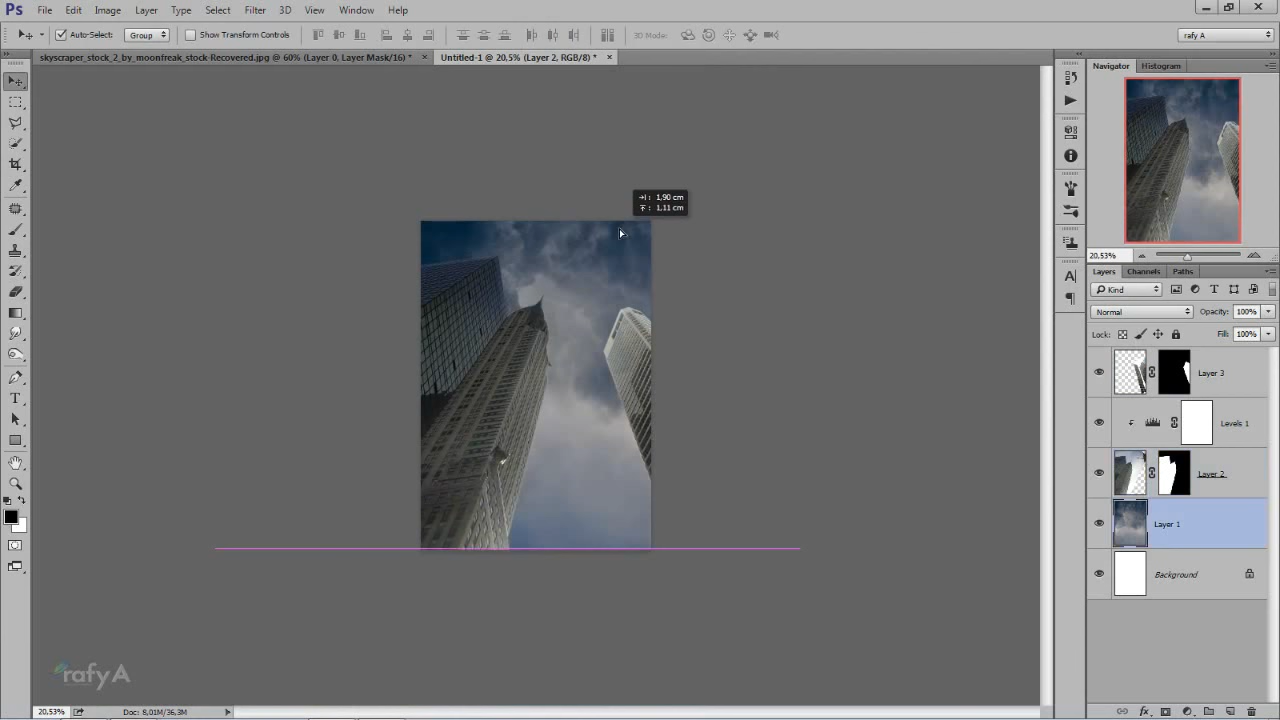 Ps File Edit Image Layer Type Select Filter 3D View Window Help
Auto-Select: Group Show Transform Controls 3D Mode: rafy A
skyscraper_stock_2_by_moonfreak_stock-Recovered.jpg @ 60% (Layer 0, Layer Mask/16) * × Untitled-1 @ 20,5% (Layer 2, RGB/8) * ×
Navigator Histogram
1,90 cm
1,11 cm
20,53%
Layers Channels Paths
Kind
Normal Opacity: 100%
Lock: Fill: 100%
Layer 3
Levels 1
Layer 2
Layer 1
Background
rafy A
20,53% Doc: 8,01M/36,3M